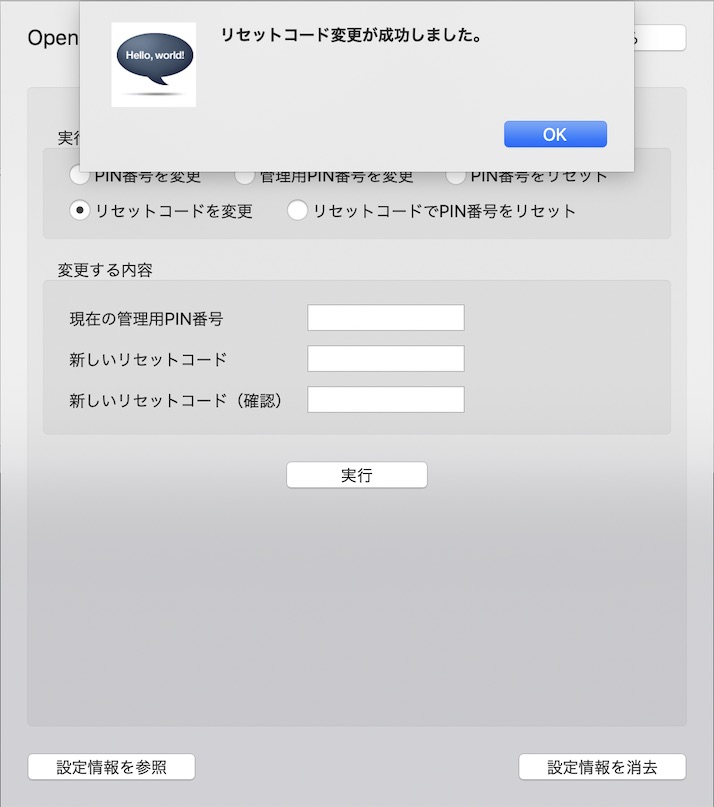 Open
Hello, world!
リセットコード変更が成功しました。
OK
実行
PIN番号を変更 管理用PIN番号を変更 PIN番号をリセット
リセットコードを変更 リセットコードでPIN番号をリセット
変更する内容
現在の管理用PIN番号
新しいリセットコード
新しいリセットコード（確認）
実行
設定情報を参照 設定情報を消去